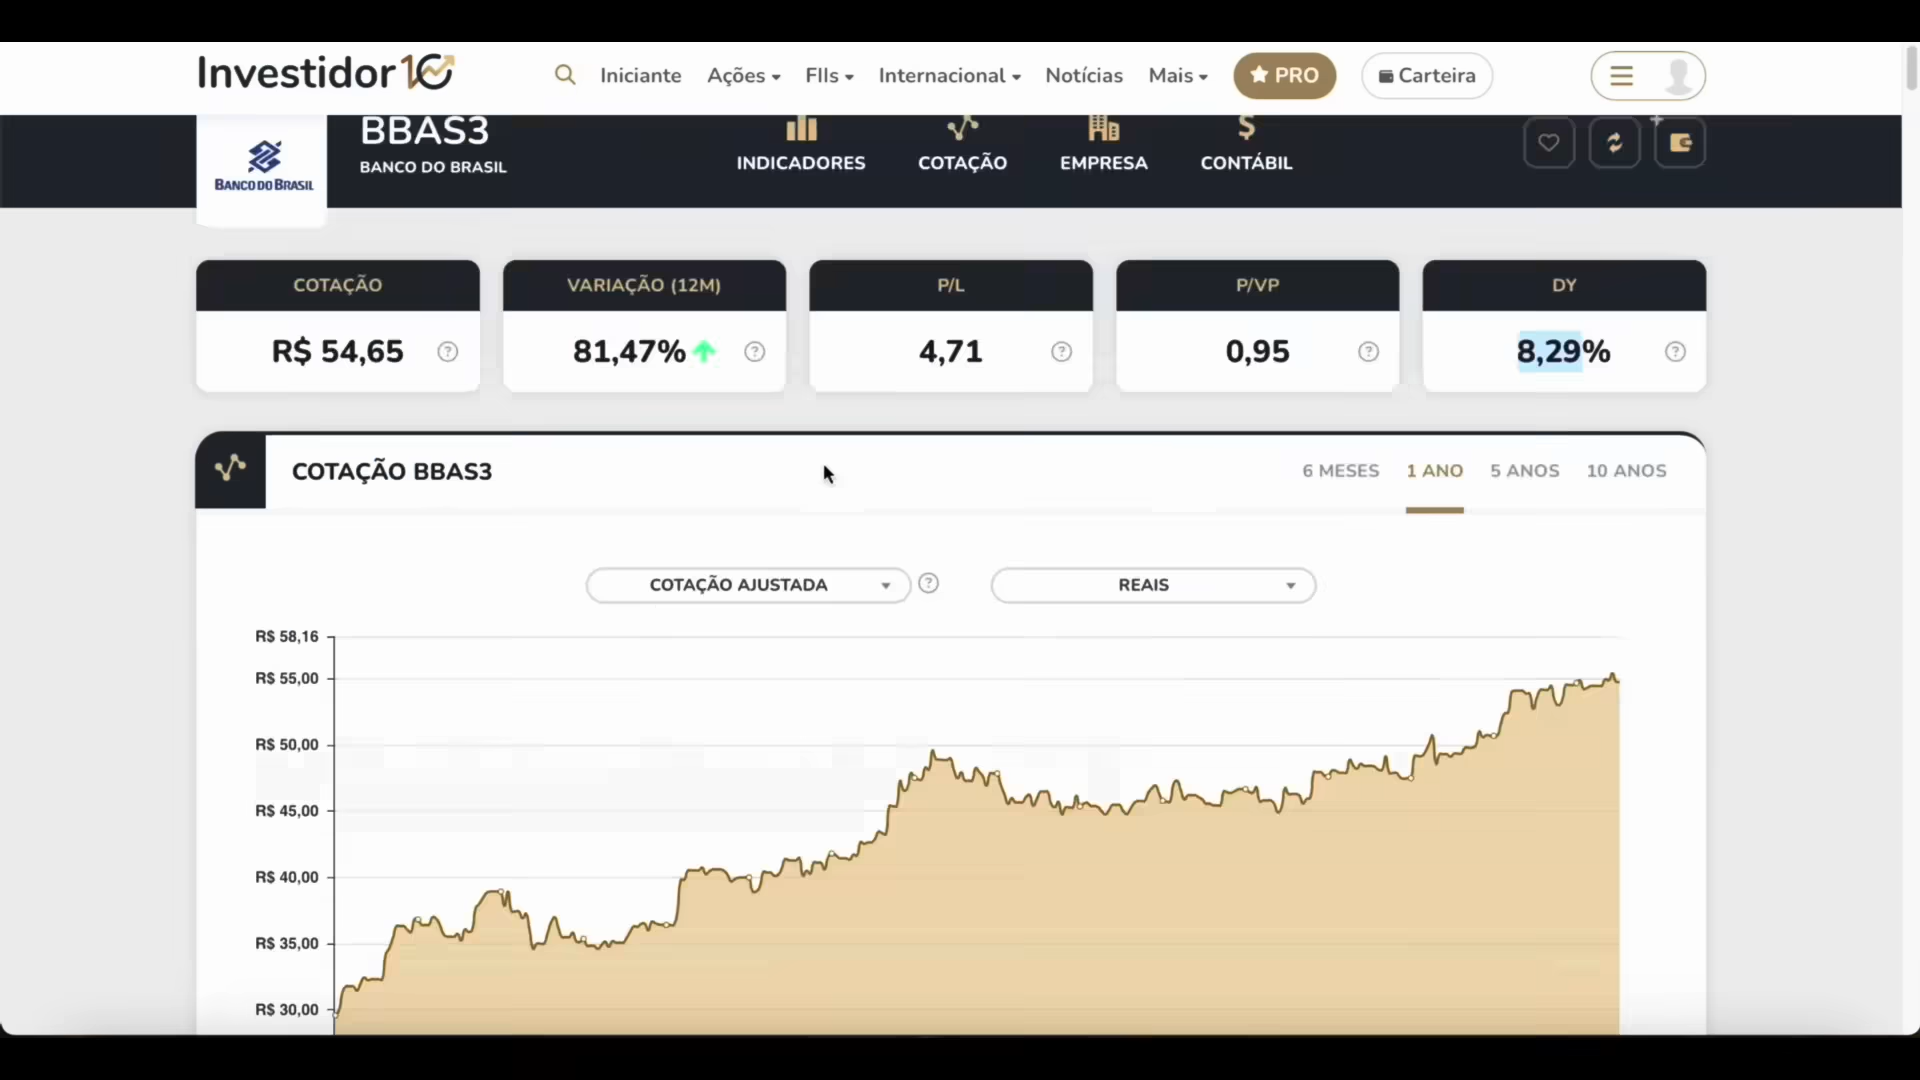 Investidor 10
Iniciante
Ações
FIIs
Internacional
Notícias
Mais
PRO
Carteira
BANCO DO BRASIL
BBAS3
BANCO DO BRASIL
INDICADORES
COTAÇÃO
EMPRESA
CONTÁBIL
COTAÇÃO
R$ 54,65
VARIAÇÃO (12M)
81,47%
P/L
4,71
P/VP
0,95
DY
8,29%
COTAÇÃO BBAS3
6 MESES
1 ANO
5 ANOS
10 ANOS
COTAÇÃO AJUSTADA
REAIS
R$ 58,16
R$ 55,00
R$ 50,00
R$ 45,00
R$ 40,00
R$ 35,00
R$ 30,00